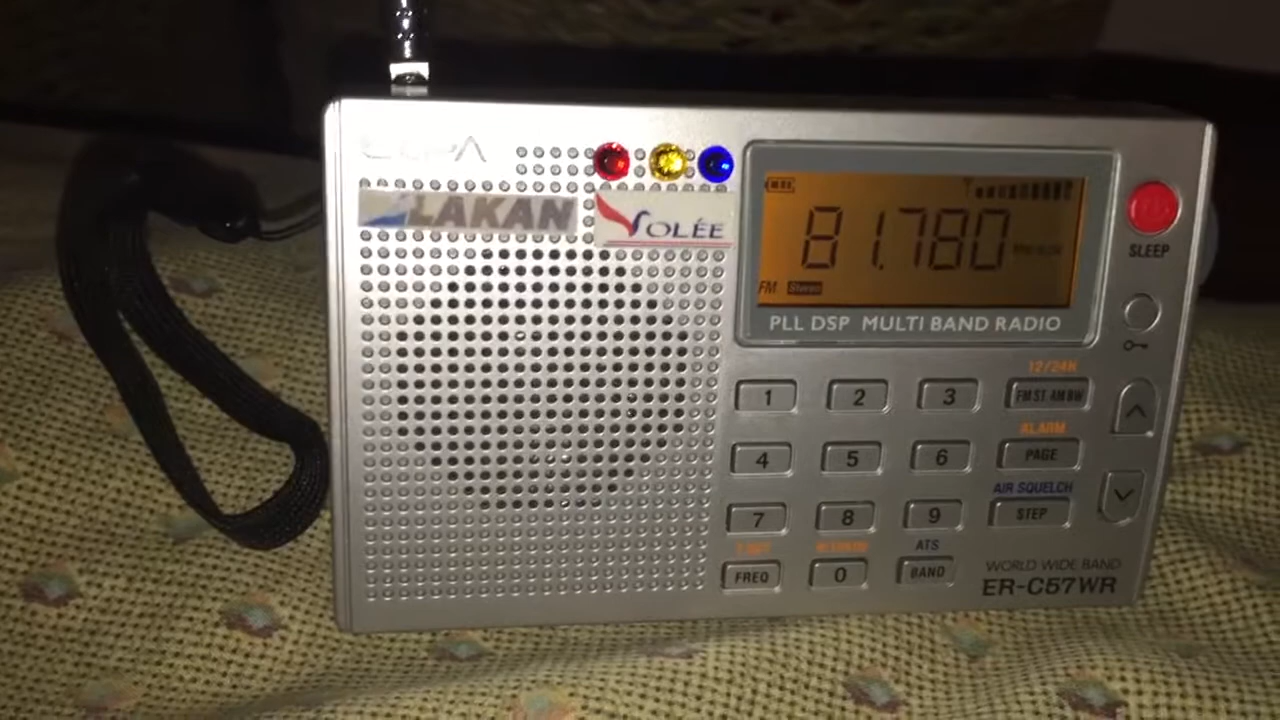 ELPA
LAKAN
VOLÉE
81.780
FM Stereo
PLL DSP MULTI BAND RADIO
SLEEP
12/24H
1 2 3 FM ST. AM BW
ALARM
4 5 6 PAGE
AIR SQUELCH
7 8 9 STEP
ATS
FREQ 0 BAND
WORLD WIDE BAND
ER-C57WR